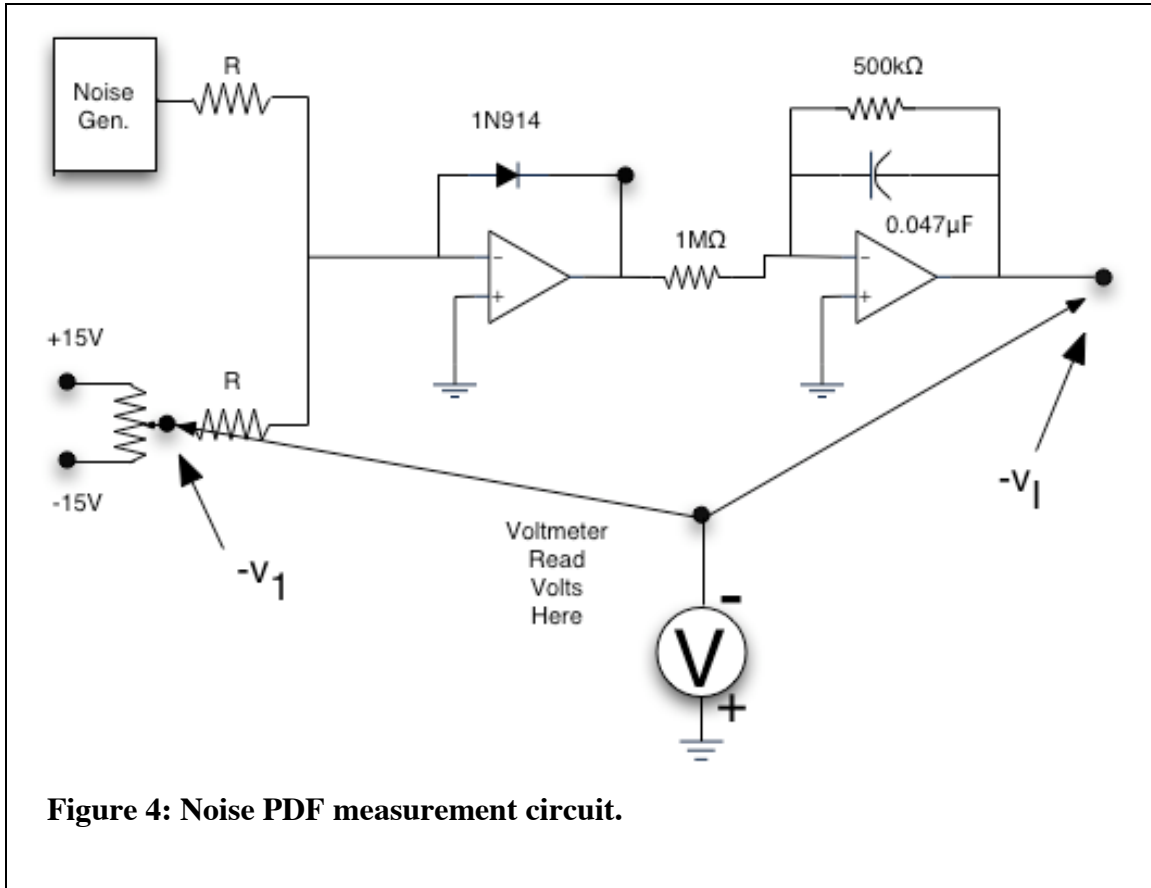 Noise
Gen.
R
1N914
500kΩ
0.047µF
1MΩ
-
+
-
+
+15V
R
-15V
-v1
Voltmeter
Read
Volts
Here
-vI
-
V
+
Figure 4: Noise PDF measurement circuit.